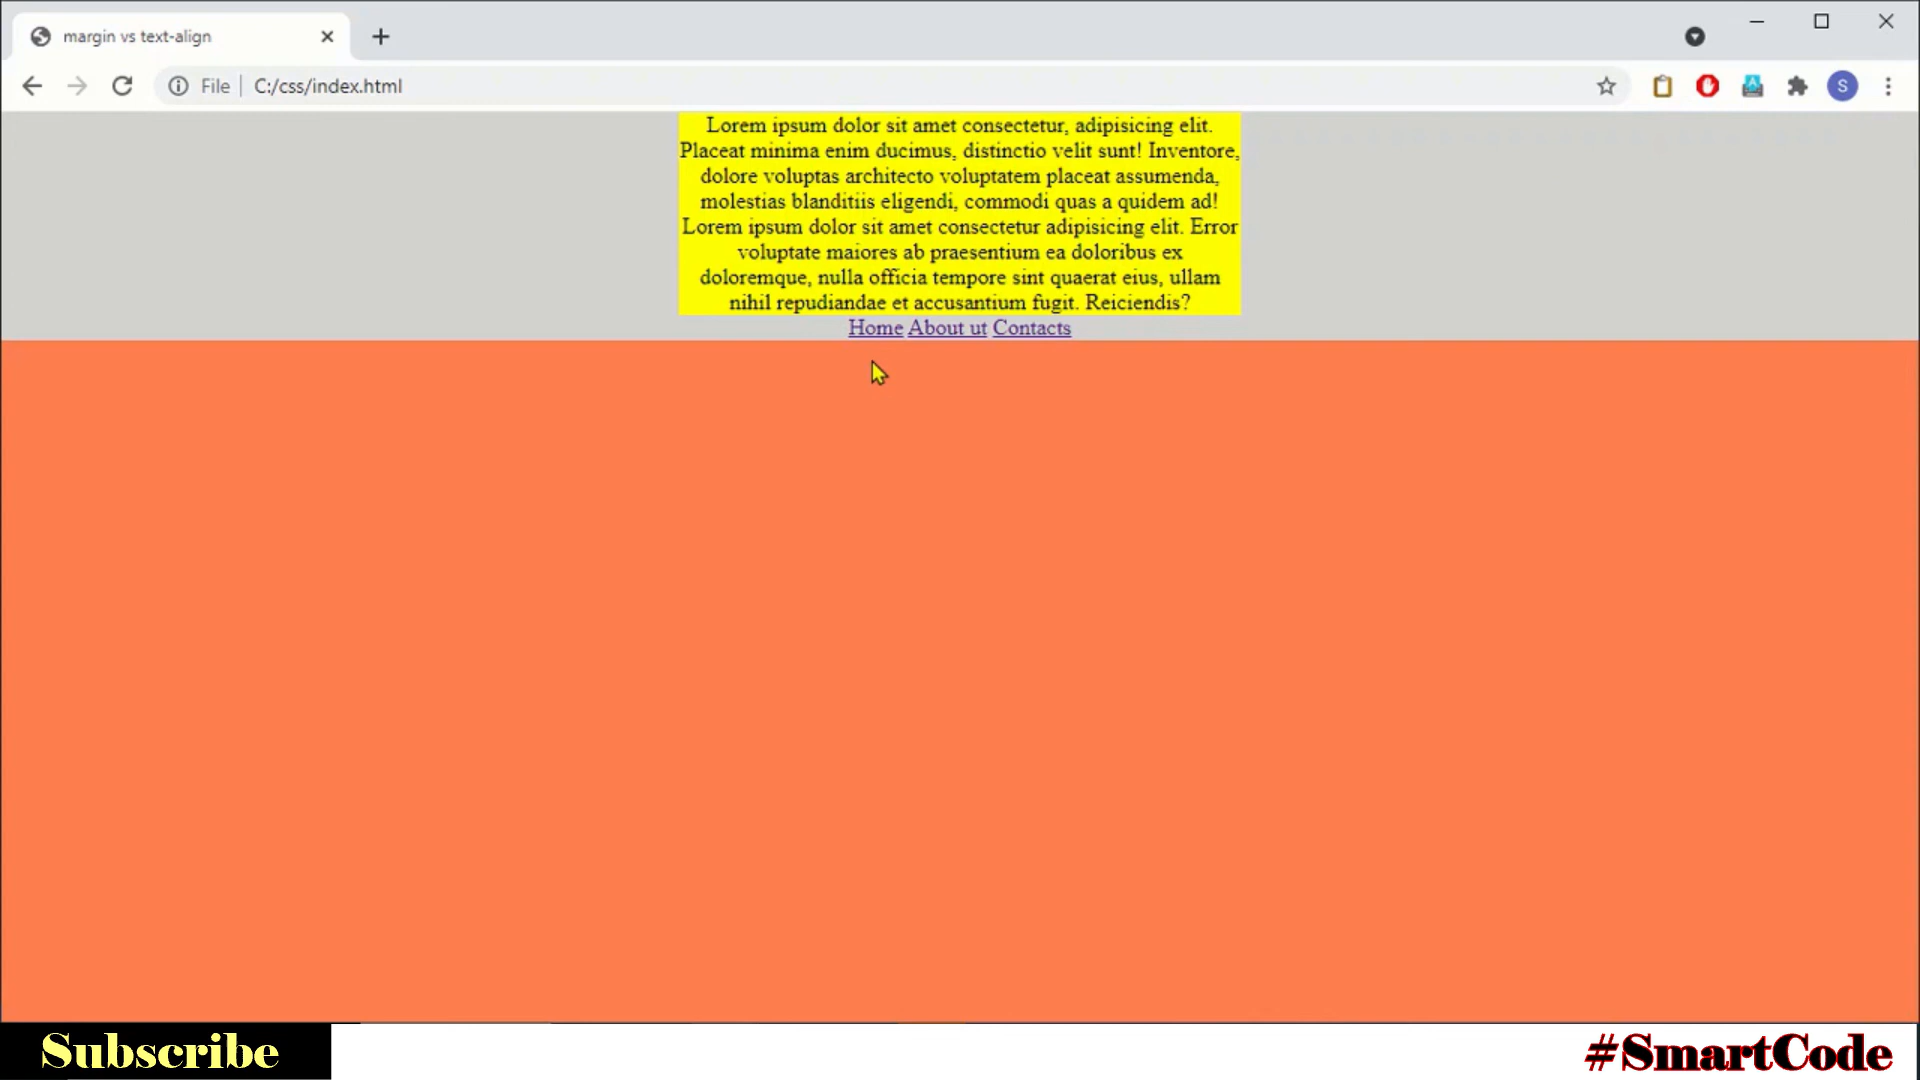 margin vs text-align
File | C:/css/index.html
S
Lorem ipsum dolor sit amet consectetur, adipisicing elit.
Placeat minima enim ducimus, distinctio velit sunt! Inventore,
dolore voluptas architecto voluptatem placeat assumenda,
molestias blanditiis eligendi, commodi quas a quidem ad!
Lorem ipsum dolor sit amet consectetur adipisicing elit. Error
voluptate maiores ab praesentium ea doloribus ex
doloremque, nulla officia tempore sint quaerat eius, ullam
nihil repudiandae et accusantium fugit. Reiciendis?
Home About ut Contacts
Subscribe
#SmartCode